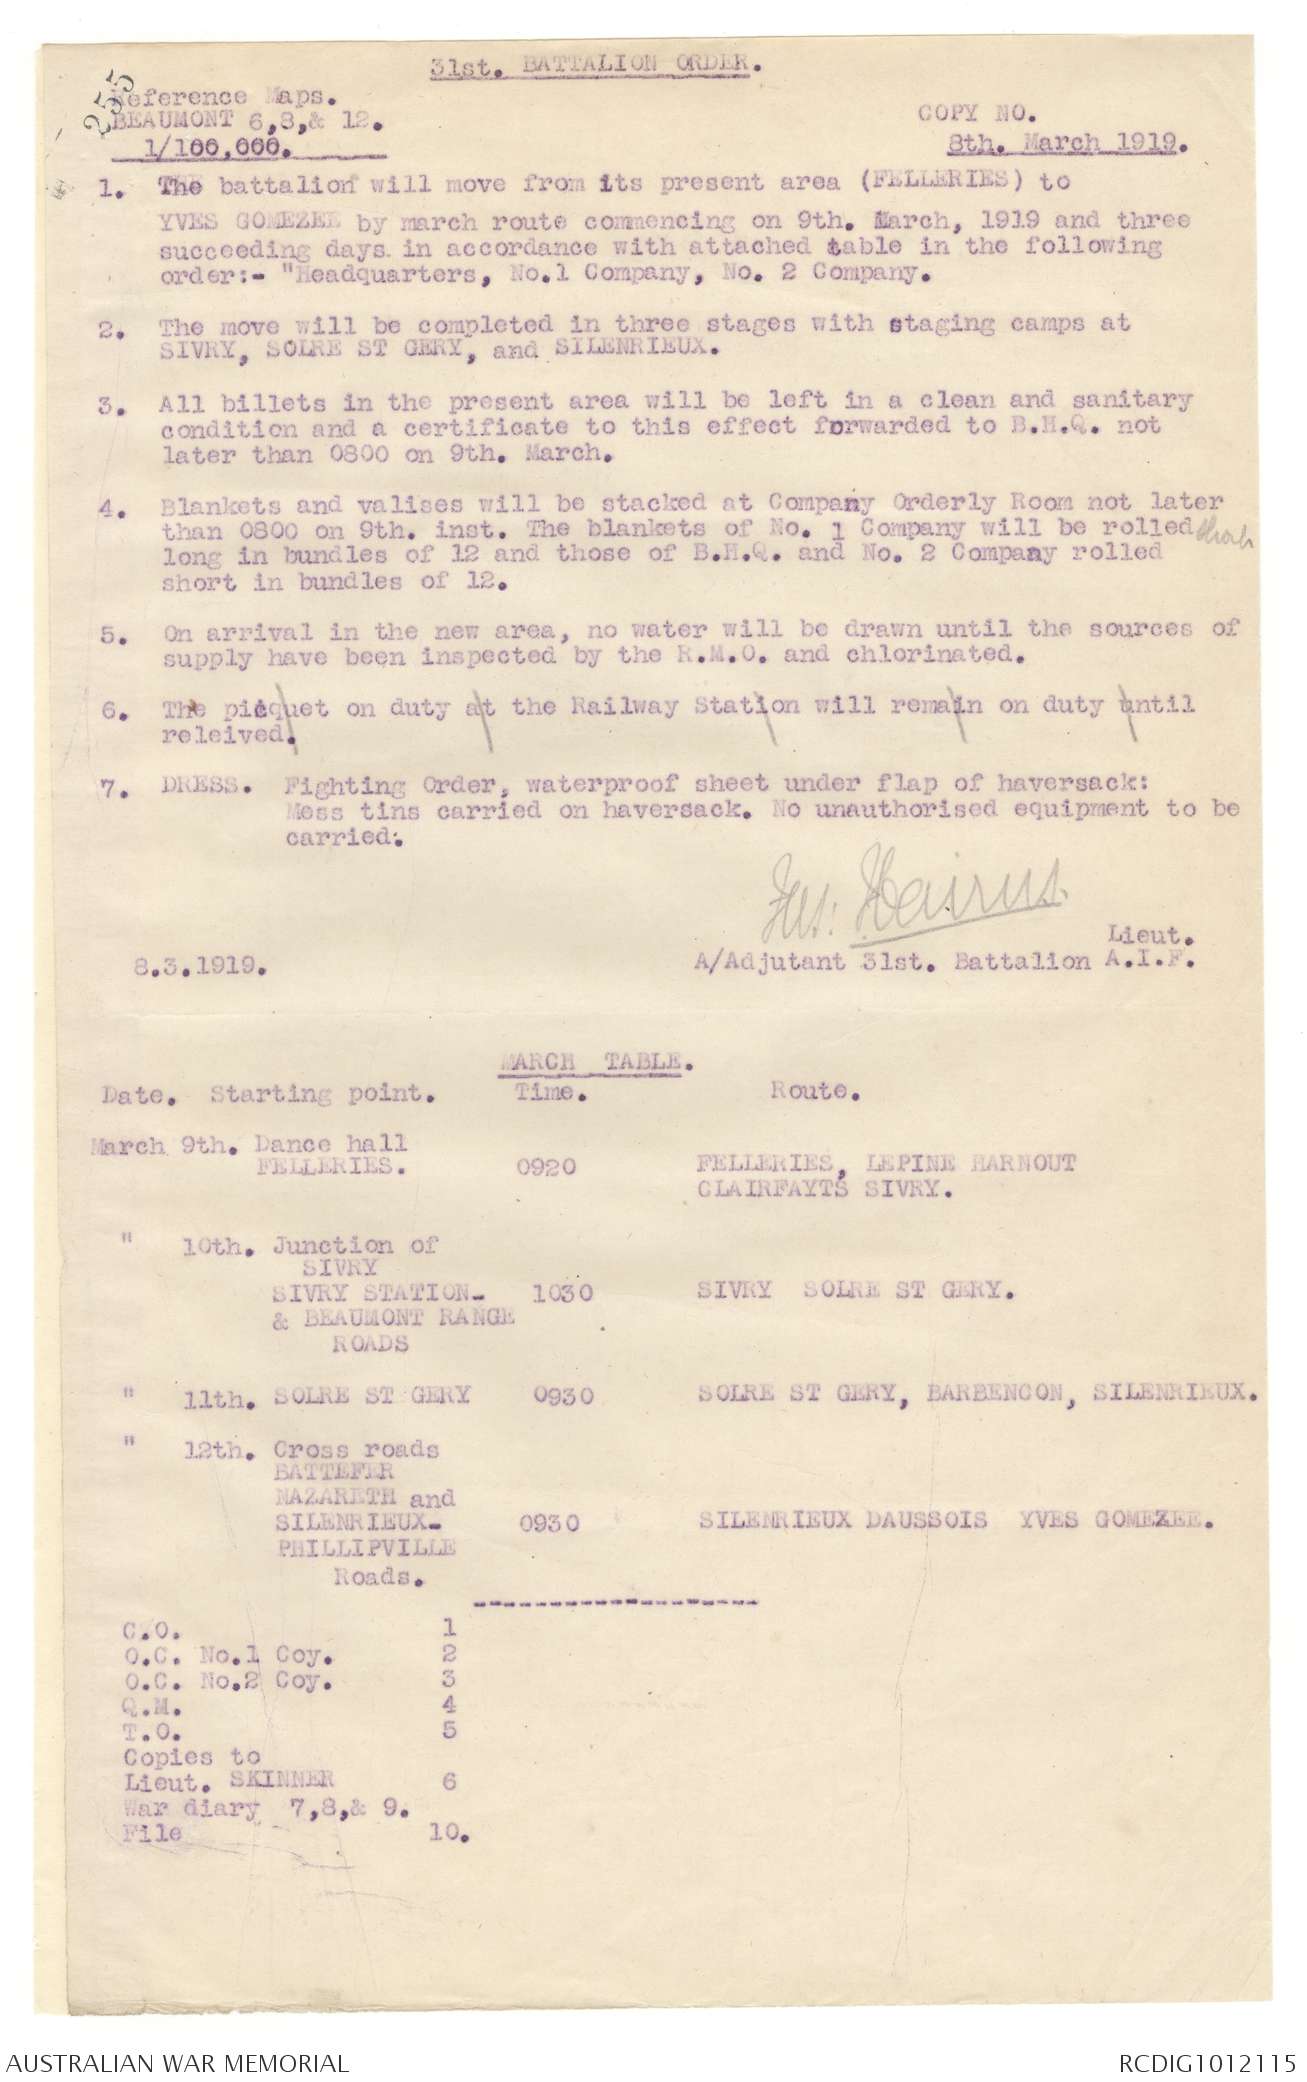 31st. BATTALION ORDER.
255
Reference Maps.
BEAUMONT 6,8,& 12.
1/100,000.
COPY NO.
8th. March 1919.
1. The battalion will move from its present area (FELLERIES) to
YVES GOMEZEE by march route commencing on 9th. March, 1919 and three
succeeding days in accordance with attached table in the following
order:- "Headquarters, No.1 Company, No. 2 Company.
2. The move will be completed in three stages with staging camps at
SIVRY, SOLRE ST GERY, and SILENRIEUX.
3. All billets in the present area will be left in a clean and sanitary
condition and a certificate to this effect forwarded to B.H.Q. not
later than 0800 on 9th. March.
4. Blankets and valises will be stacked at Company Orderly Room not later
than 0800 on 9th. inst. The blankets of No. 1 Company will be rolled short
long in bundles of 12 and those of B.H.Q. and No. 2 Company rolled
short in bundles of 12.
5. On arrival in the new area, no water will be drawn until the sources of
supply have been inspected by the R.M.O. and chlorinated.
6. The picquet on duty at the Railway Station will remain on duty until
releived.
7. DRESS. Fighting Order, waterproof sheet under flap of haversack:
Mess tins carried on haversack. No unauthorised equipment to be
carried.
Lieut.
8.3.1919. A/Adjutant 31st. Battalion A.I.F.
MARCH TABLE.
Date. Starting point. Time. Route.
March 9th. Dance hall
FELLERIES. 0920 FELLERIES, LEPINE HARNOUT
CLAIRFAYTS SIVRY.
" 10th. Junction of
SIVRY
SIVRY STATION- 1030 SIVRY SOLRE ST GERY.
& BEAUMONT RANGE
ROADS
" 11th. SOLRE ST GERY 0930 SOLRE ST GERY, BARBENCON, SILENRIEUX.
" 12th. Cross roads
BATTEFER
NAZARETH and
SILENRIEUX- 0930 SILENRIEUX DAUSSOIS YVES GOMEZEE.
PHILLIPVILLE
Roads.
C.O. 1
O.C. No.1 Coy. 2
O.C. No.2 Coy. 3
Q.M. 4
T.O. 5
Copies to
Lieut. SKINNER 6
War diary 7,8,& 9.
File 10.
AUSTRALIAN WAR MEMORIAL
RCDIG1012115